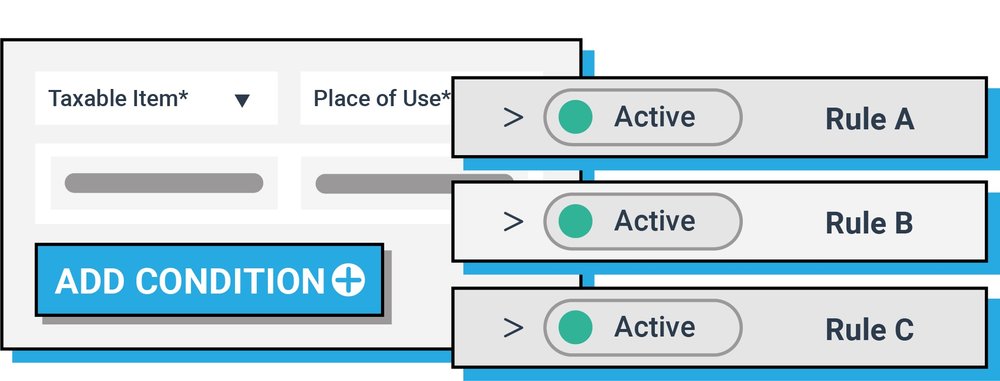 Taxable Item*
Place of Use*
ADD CONDITION
> Active Rule A
> Active Rule B
> Active Rule C